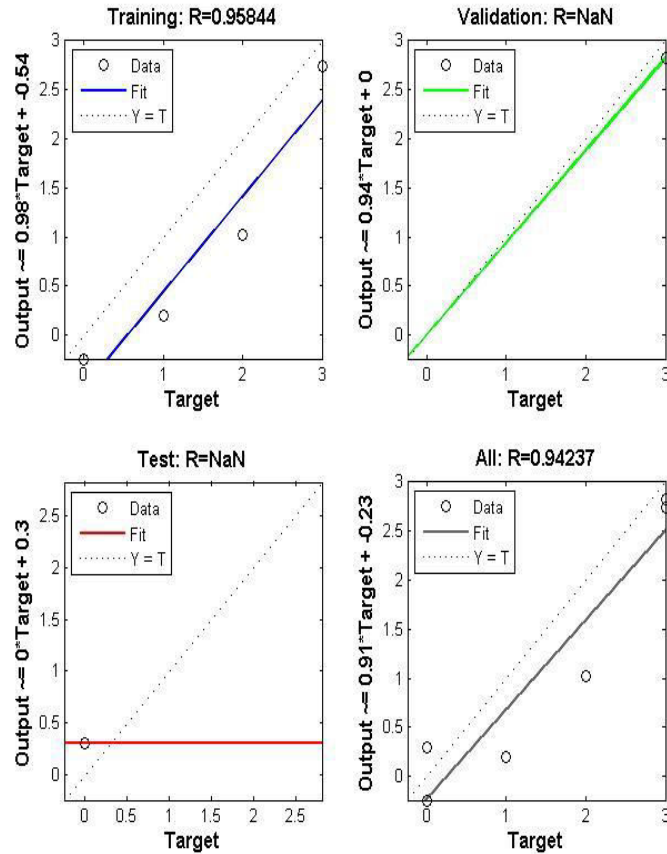 Training: R=0.95844
Output ~= 0.98*Target + -0.54
3
2.5
2
1.5
1
0.5
0
Data
Fit
Y = T
0
1
2
3
Target
Validation: R=NaN
Output ~= 0.94*Target + 0
3
2.5
2
1.5
1
0.5
0
Data
Fit
Y = T
0
1
2
3
Target
Test: R=NaN
Output ~= 0*Target + 0.3
2.5
2
1.5
1
0.5
0
Data
Fit
Y = T
0
0.5
1
1.5
2
2.5
Target
All: R=0.94237
Output ~= 0.91*Target + -0.23
3
2.5
2
1.5
1
0.5
0
Data
Fit
Y = T
0
1
2
3
Target